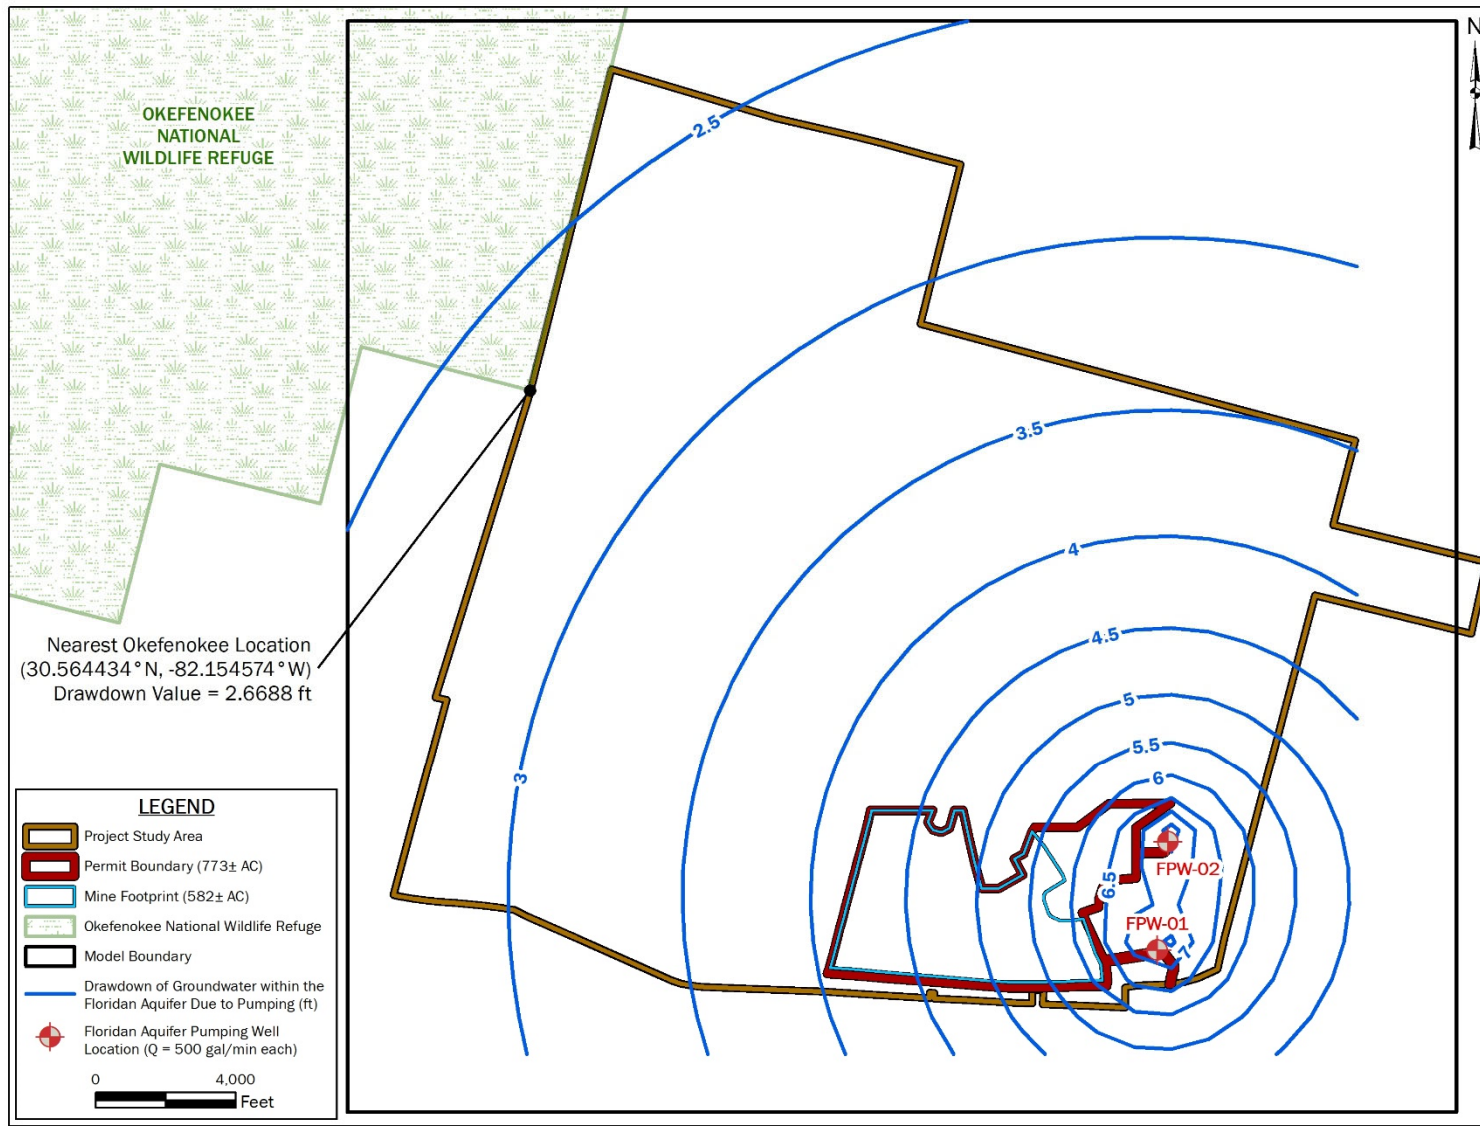 N
OKEFENOKEE
NATIONAL
WILDLIFE REFUGE
2.5
3.5
4
4.5
5
5.5
6
3
6.5
7
FPW-02
FPW-01
Nearest Okefenokee Location
(30.564434°N, -82.154574°W)
Drawdown Value = 2.6688 ft
LEGEND
Project Study Area
Permit Boundary (773± AC)
Mine Footprint (582± AC)
Okefenokee National Wildlife Refuge
Model Boundary
Drawdown of Groundwater within the
Floridan Aquifer Due to Pumping (ft)
Floridan Aquifer Pumping Well
Location (Q = 500 gal/min each)
0 4,000
Feet